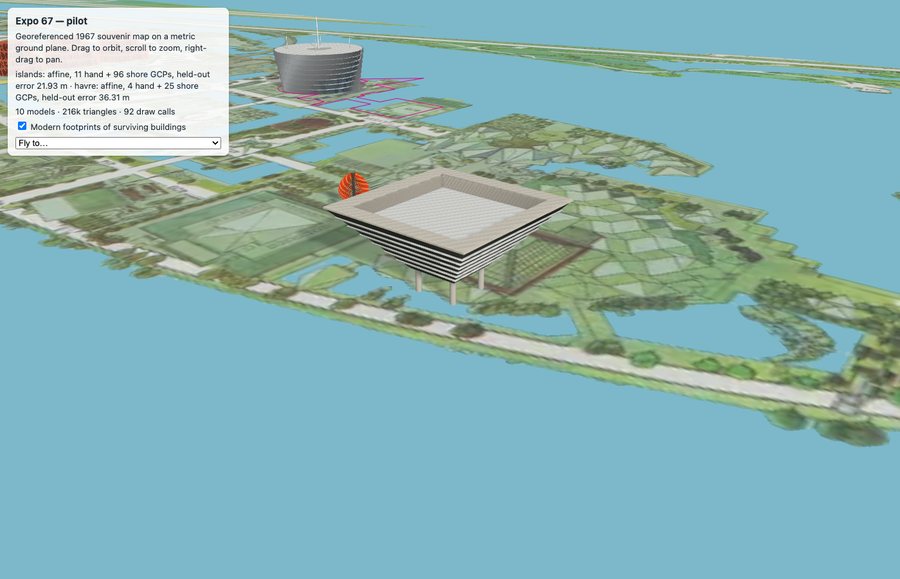 Expo 67 — pilot
Georeferenced 1967 souvenir map on a metric
ground plane. Drag to orbit, scroll to zoom, right-
drag to pan.
islands: affine, 11 hand + 96 shore GCPs, held-out
error 21.93 m · havre: affine, 4 hand + 25 shore
GCPs, held-out error 36.31 m
10 models · 216k triangles · 92 draw calls
Modern footprints of surviving buildings
Fly to…